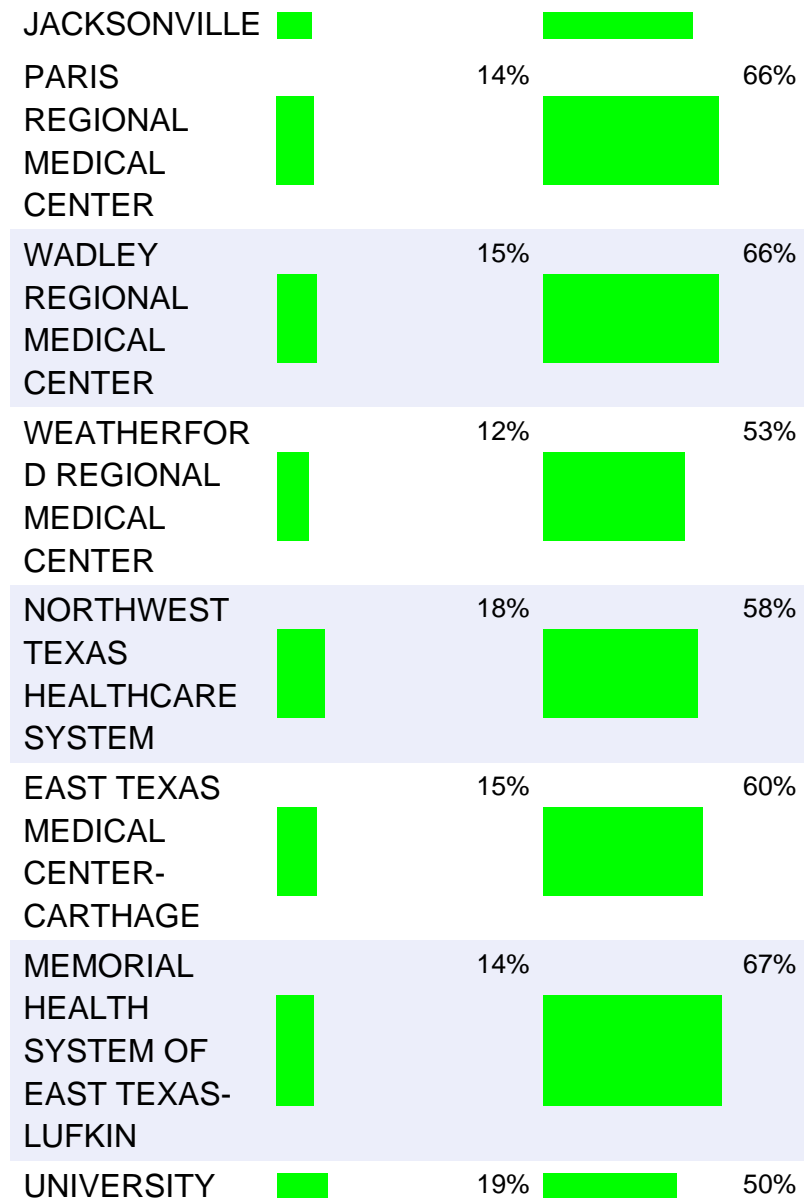 JACKSONVILLE
PARIS 14% 66%
REGIONAL
MEDICAL
CENTER
WADLEY 15% 66%
REGIONAL
MEDICAL
CENTER
WEATHERFOR 12% 53%
D REGIONAL
MEDICAL
CENTER
NORTHWEST 18% 58%
TEXAS
HEALTHCARE
SYSTEM
EAST TEXAS 15% 60%
MEDICAL
CENTER-
CARTHAGE
MEMORIAL 14% 67%
HEALTH
SYSTEM OF
EAST TEXAS-
LUFKIN
UNIVERSITY 19% 50%